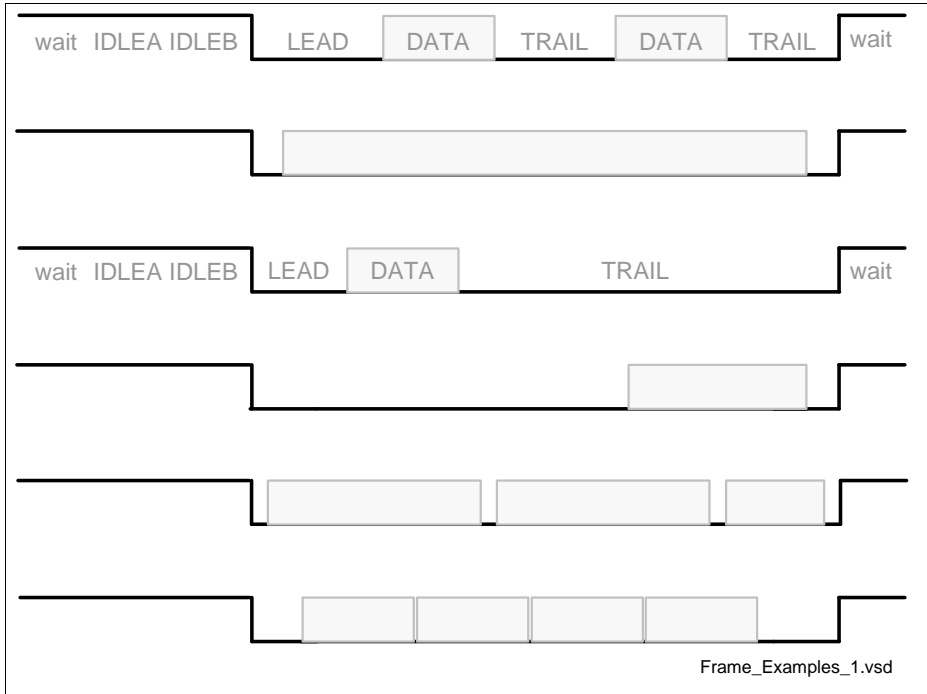 wait IDLEA IDLEB LEAD DATA TRAIL DATA TRAIL wait
wait IDLEA IDLEB LEAD DATA TRAIL wait
Frame_Examples_1.vsd